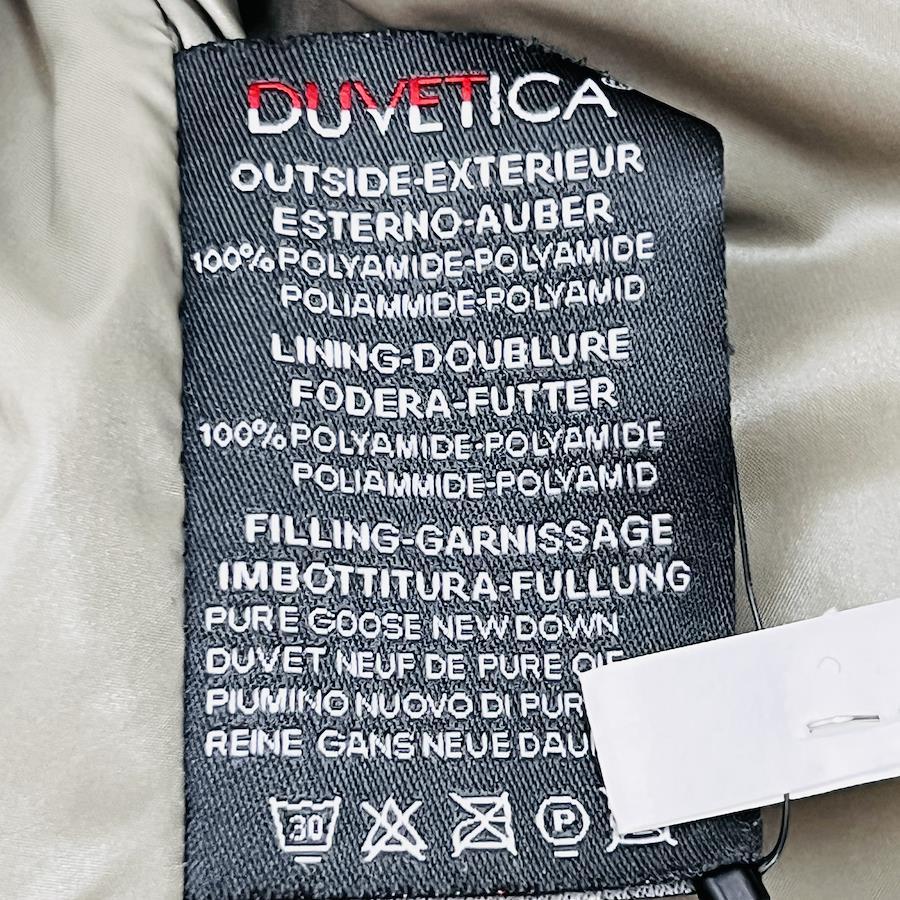 DUVETICA
OUTSIDE-EXTERIEUR
ESTERNO-AUBER
100% POLYAMIDE-POLYAMIDE
POLIAMMIDE-POLYAMID
LINING-DOUBLURE
FODERA-FUTTER
100% POLYAMIDE-POLYAMIDE
POLIAMMIDE-POLYAMID
FILLING-GARNISSAGE
IMBOTTITURA-FULLUNG
PURE GOOSE NEW DOWN
DUVET NEUF DE PURE
PIUMINO NUOVO DI
REINE GANS NEUE
30
P